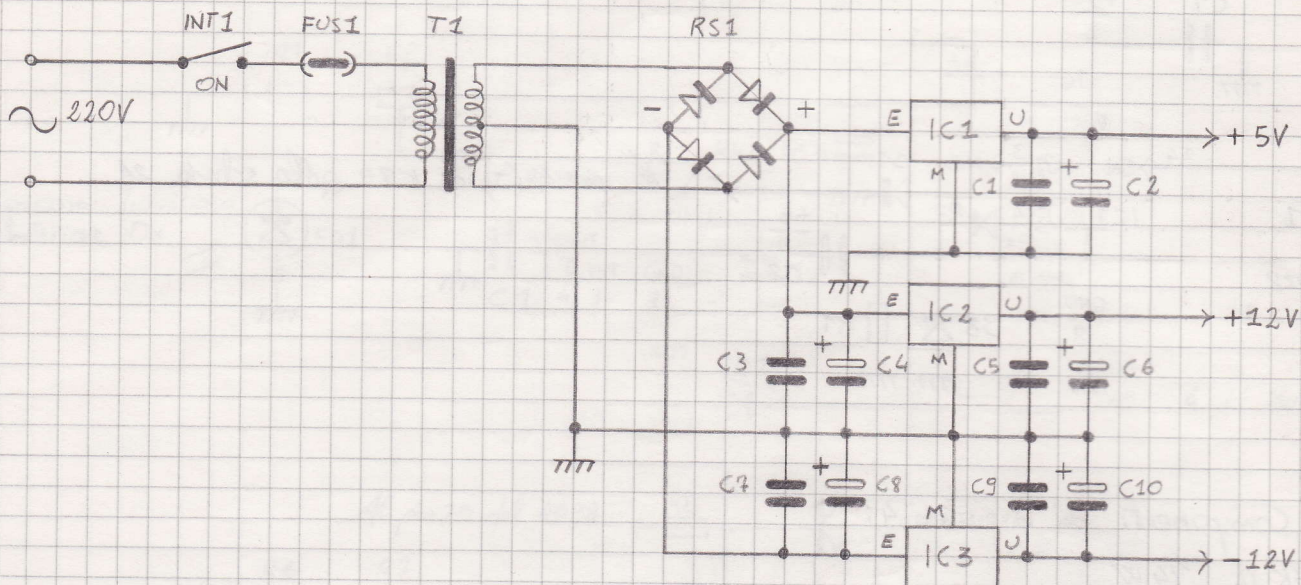 INT1 FUS1 T1 RS1
ON
~ 220V
- +
E IC1 U +5V
M
+
C1 C2
E IC2 U +12V
M
+ +
C3 C4 C5 C6
+ +
C7 C8 C9 C10
M
E IC3 U -12V